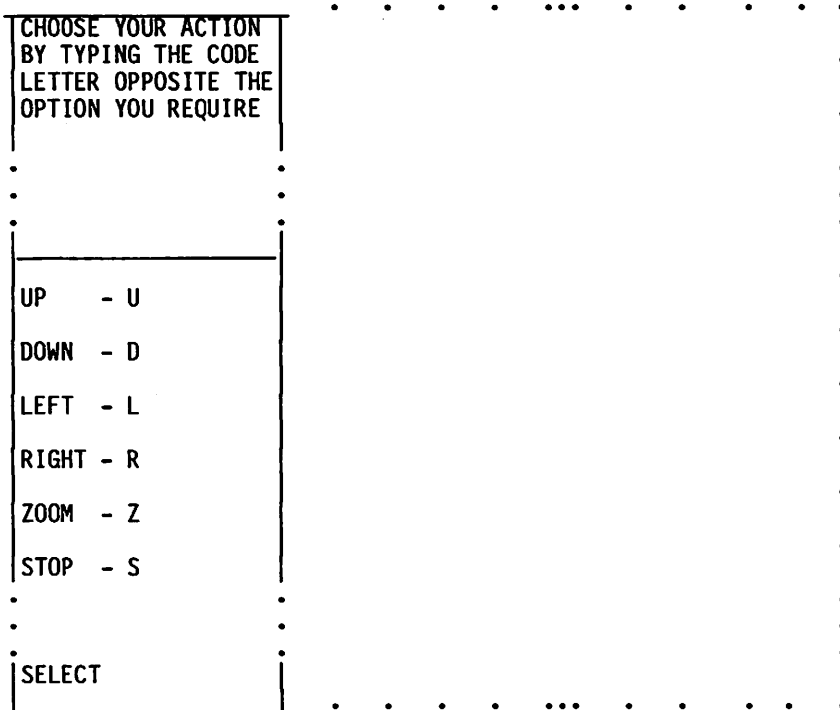 CHOOSE YOUR ACTION
BY TYPING THE CODE
LETTER OPPOSITE THE
OPTION YOU REQUIRE
UP - U
DOWN - D
LEFT - L
RIGHT - R
ZOOM - Z
STOP - S
SELECT